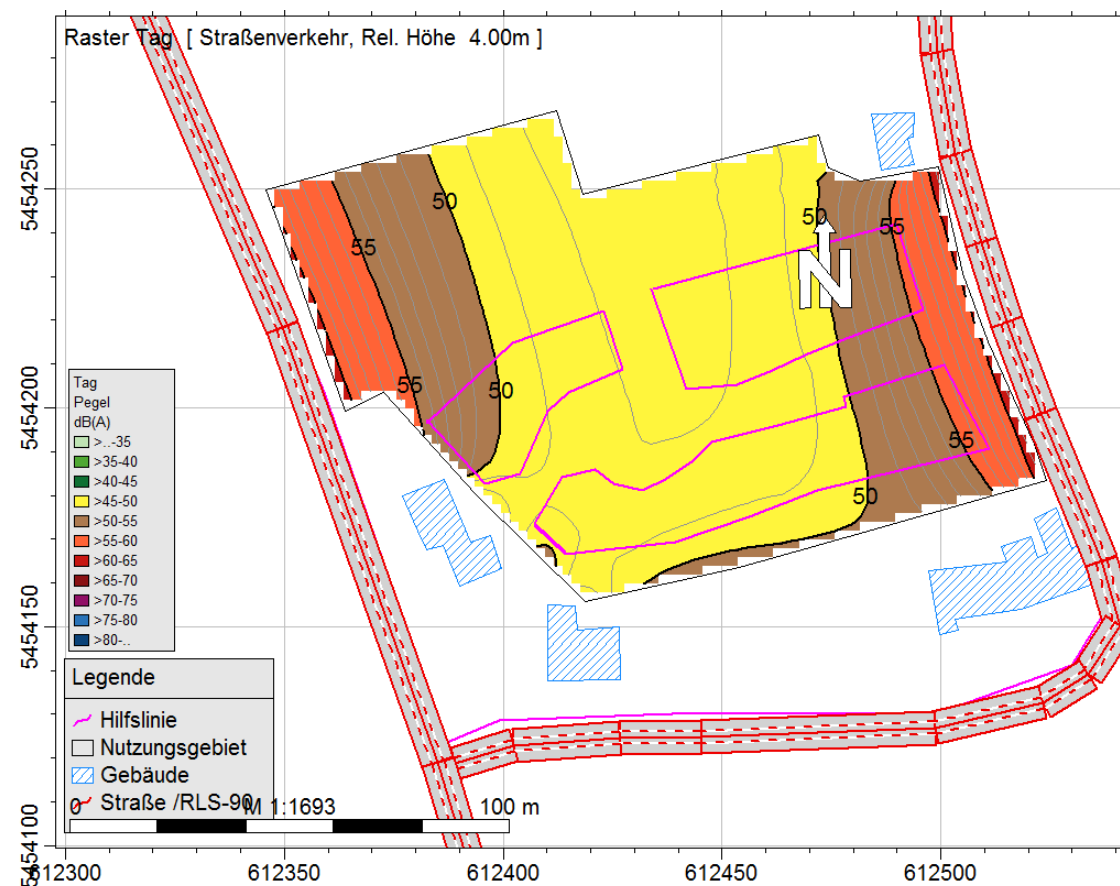 Raster Tag [ Straßenverkehr, Rel. Höhe 4.00m ]
5454250
50
50
55
55
N
5454200
55
50
55
50
Tag
Pegel
dB(A)
>..-35
>35-40
>40-45
>45-50
>50-55
>55-60
>60-65
>65-70
>70-75
>75-80
>80-..
5454150
Legende
Hilfslinie
Nutzungsgebiet
Gebäude
Straße /RLS-90
0 M 1:1693 100 m
5454100
612300 612350 612400 612450 612500